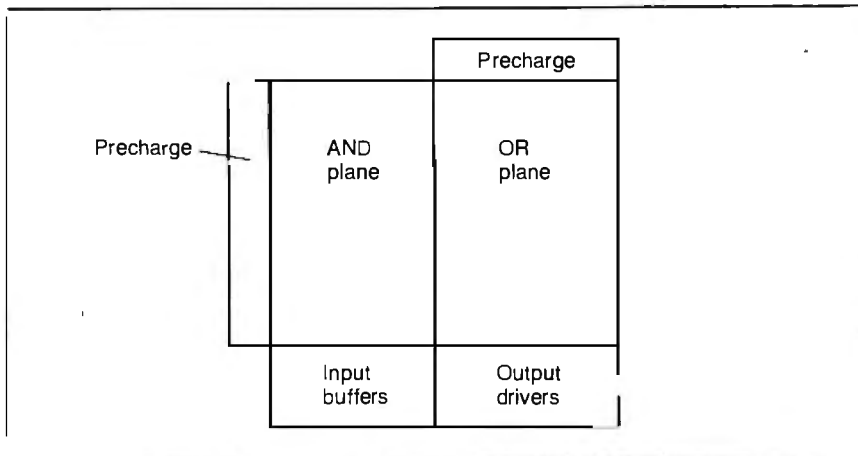 Precharge
Precharge
AND
plane
OR
plane
Input
buffers
Output
drivers